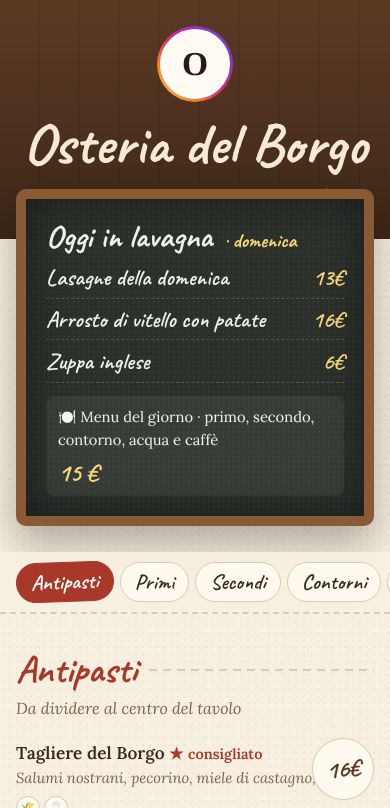 O
Osteria del Borgo
Oggi in lavagna · domenica
Lasagne della domenica 13€
Arrosto di vitello con patate 16€
Zuppa inglese 6€
🍽 Menu del giorno · primo, secondo,
contorno, acqua e caffè
15 €
Antipasti Primi Secondi Contorni
Antipasti
Da dividere al centro del tavolo
Tagliere del Borgo ★ consigliato
Salumi nostrani, pecorino, miele di castagno,
16€